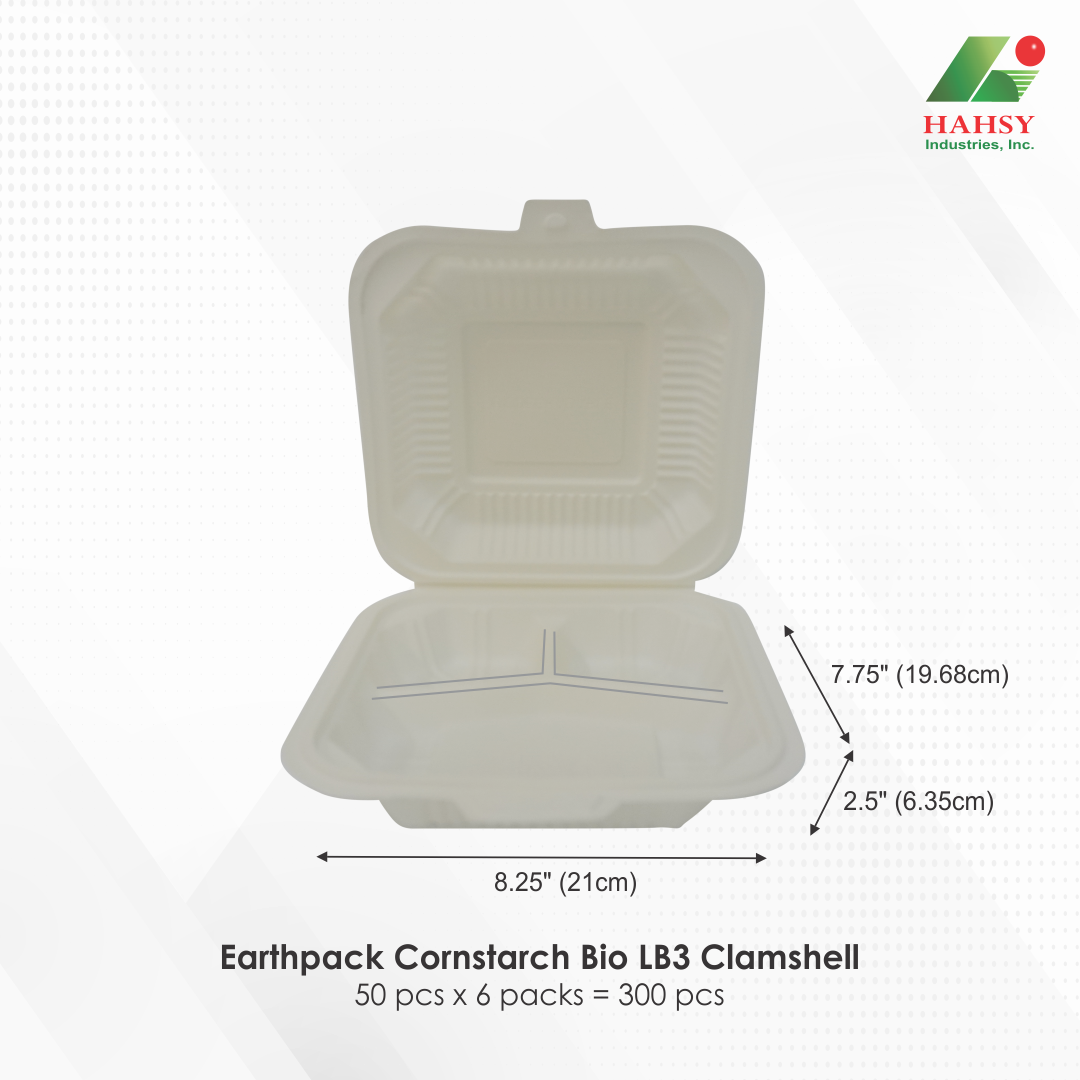 HAHSY
Industries, Inc.
7.75" (19.68cm)
2.5" (6.35cm)
8.25" (21cm)
Earthpack Cornstarch Bio LB3 Clamshell
50 pcs x 6 packs = 300 pcs